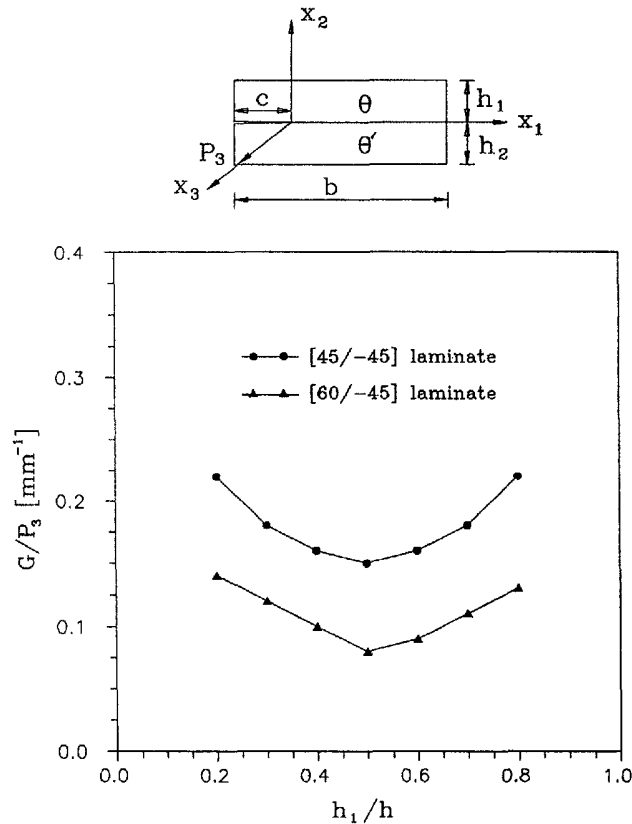 x₂
c
θ
h₁
x₁
P₃
θ′
h₂
x₃
b
0.4
[45/-45] laminate
0.3
[60/-45] laminate
G/P₃ [mm⁻¹]
0.2
0.1
0.0
0.0 0.2 0.4 0.6 0.8 1.0
h₁/h